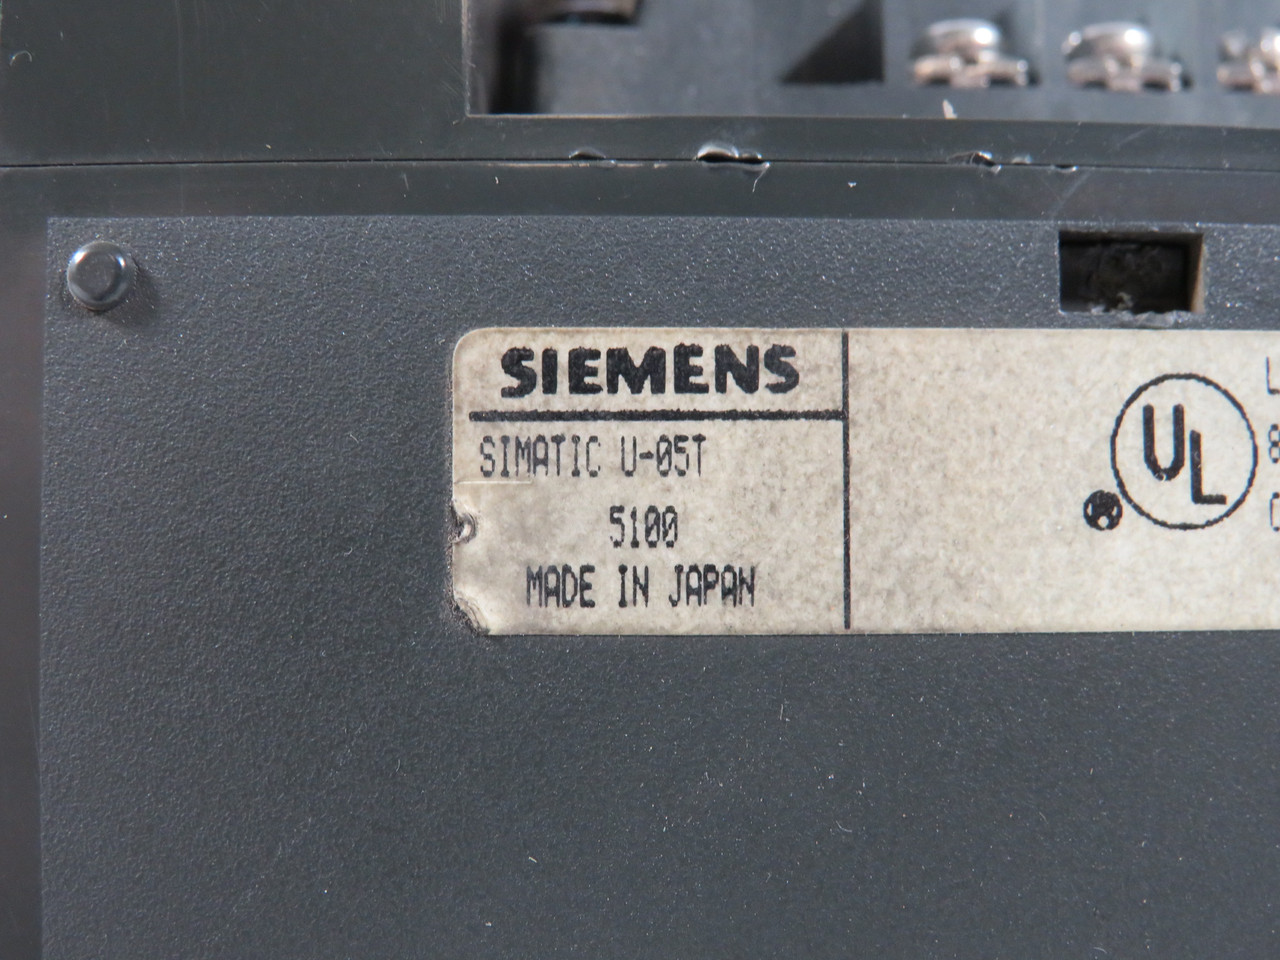 SIEMENS
SIMATIC U-05T
5100
MADE IN JAPAN
UL